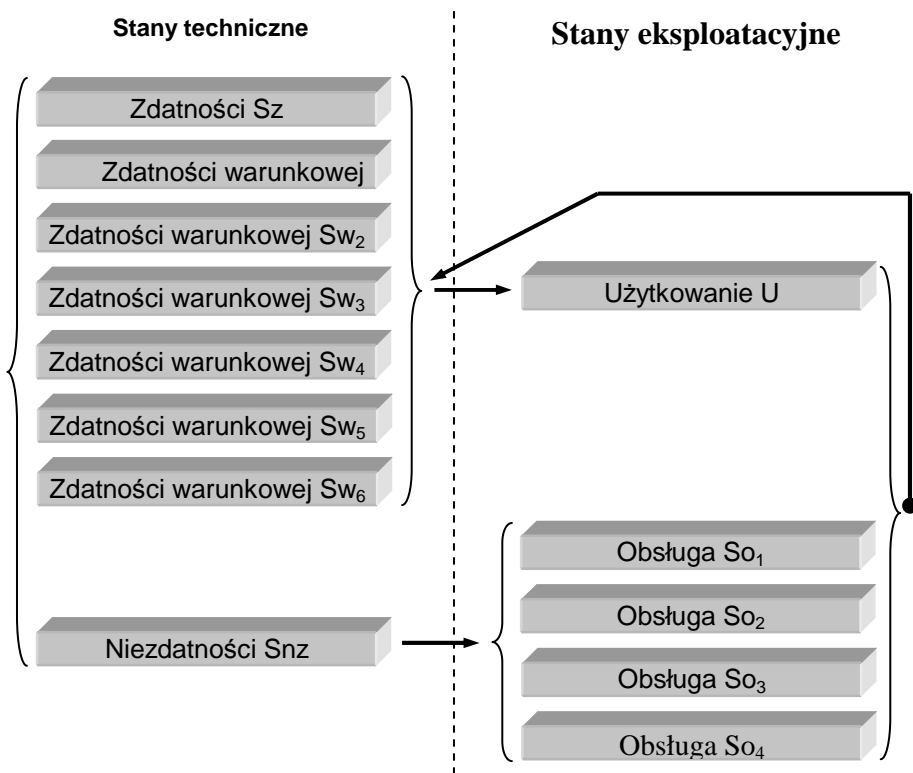 Stany techniczne
Zdatności Sz
Zdatności warunkowej
Zdatności warunkowej Sw₂
Zdatności warunkowej Sw₃
Zdatności warunkowej Sw₄
Zdatności warunkowej Sw₅
Zdatności warunkowej Sw₆
Niezdatności Snz
Stany eksploatacyjne
Użytkowanie U
Obsługa So₁
Obsługa So₂
Obsługa So₃
Obsługa So₄